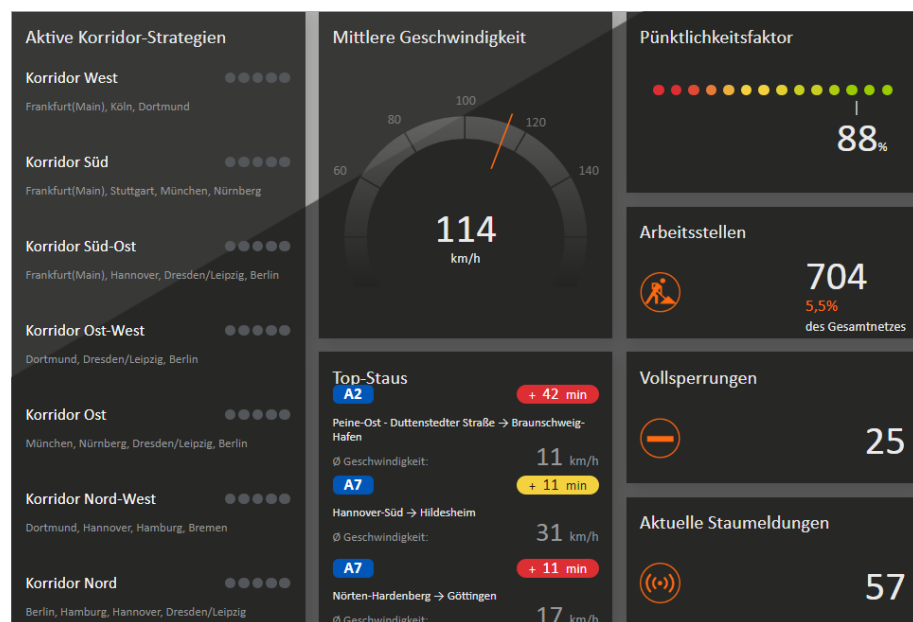 Aktive Korridor-Strategien
Korridor West
Frankfurt(Main), Köln, Dortmund
Korridor Süd
Frankfurt(Main), Stuttgart, München, Nürnberg
Korridor Süd-Ost
Frankfurt(Main), Hannover, Dresden/Leipzig, Berlin
Korridor Ost-West
Dortmund, Dresden/Leipzig, Berlin
Korridor Ost
München, Nürnberg, Dresden/Leipzig, Berlin
Korridor Nord-West
Dortmund, Hannover, Hamburg, Bremen
Korridor Nord
Berlin, Hamburg, Hannover, Dresden/Leipzig
Mittlere Geschwindigkeit
60
80
100
120
140
114
km/h
Top-Staus
A2 + 42 min
Peine-Ost - Duttenstedter Straße → Braunschweig-
Hafen
Ø Geschwindigkeit: 11 km/h
A7 + 11 min
Hannover-Süd → Hildesheim
Ø Geschwindigkeit: 31 km/h
A7 + 11 min
Nörten-Hardenberg → Göttingen
Ø Geschwindigkeit: 17 km/h
Pünktlichkeitsfaktor
88%
Arbeitsstellen
704
5,5%
des Gesamtnetzes
Vollsperrungen
25
Aktuelle Staumeldungen
57